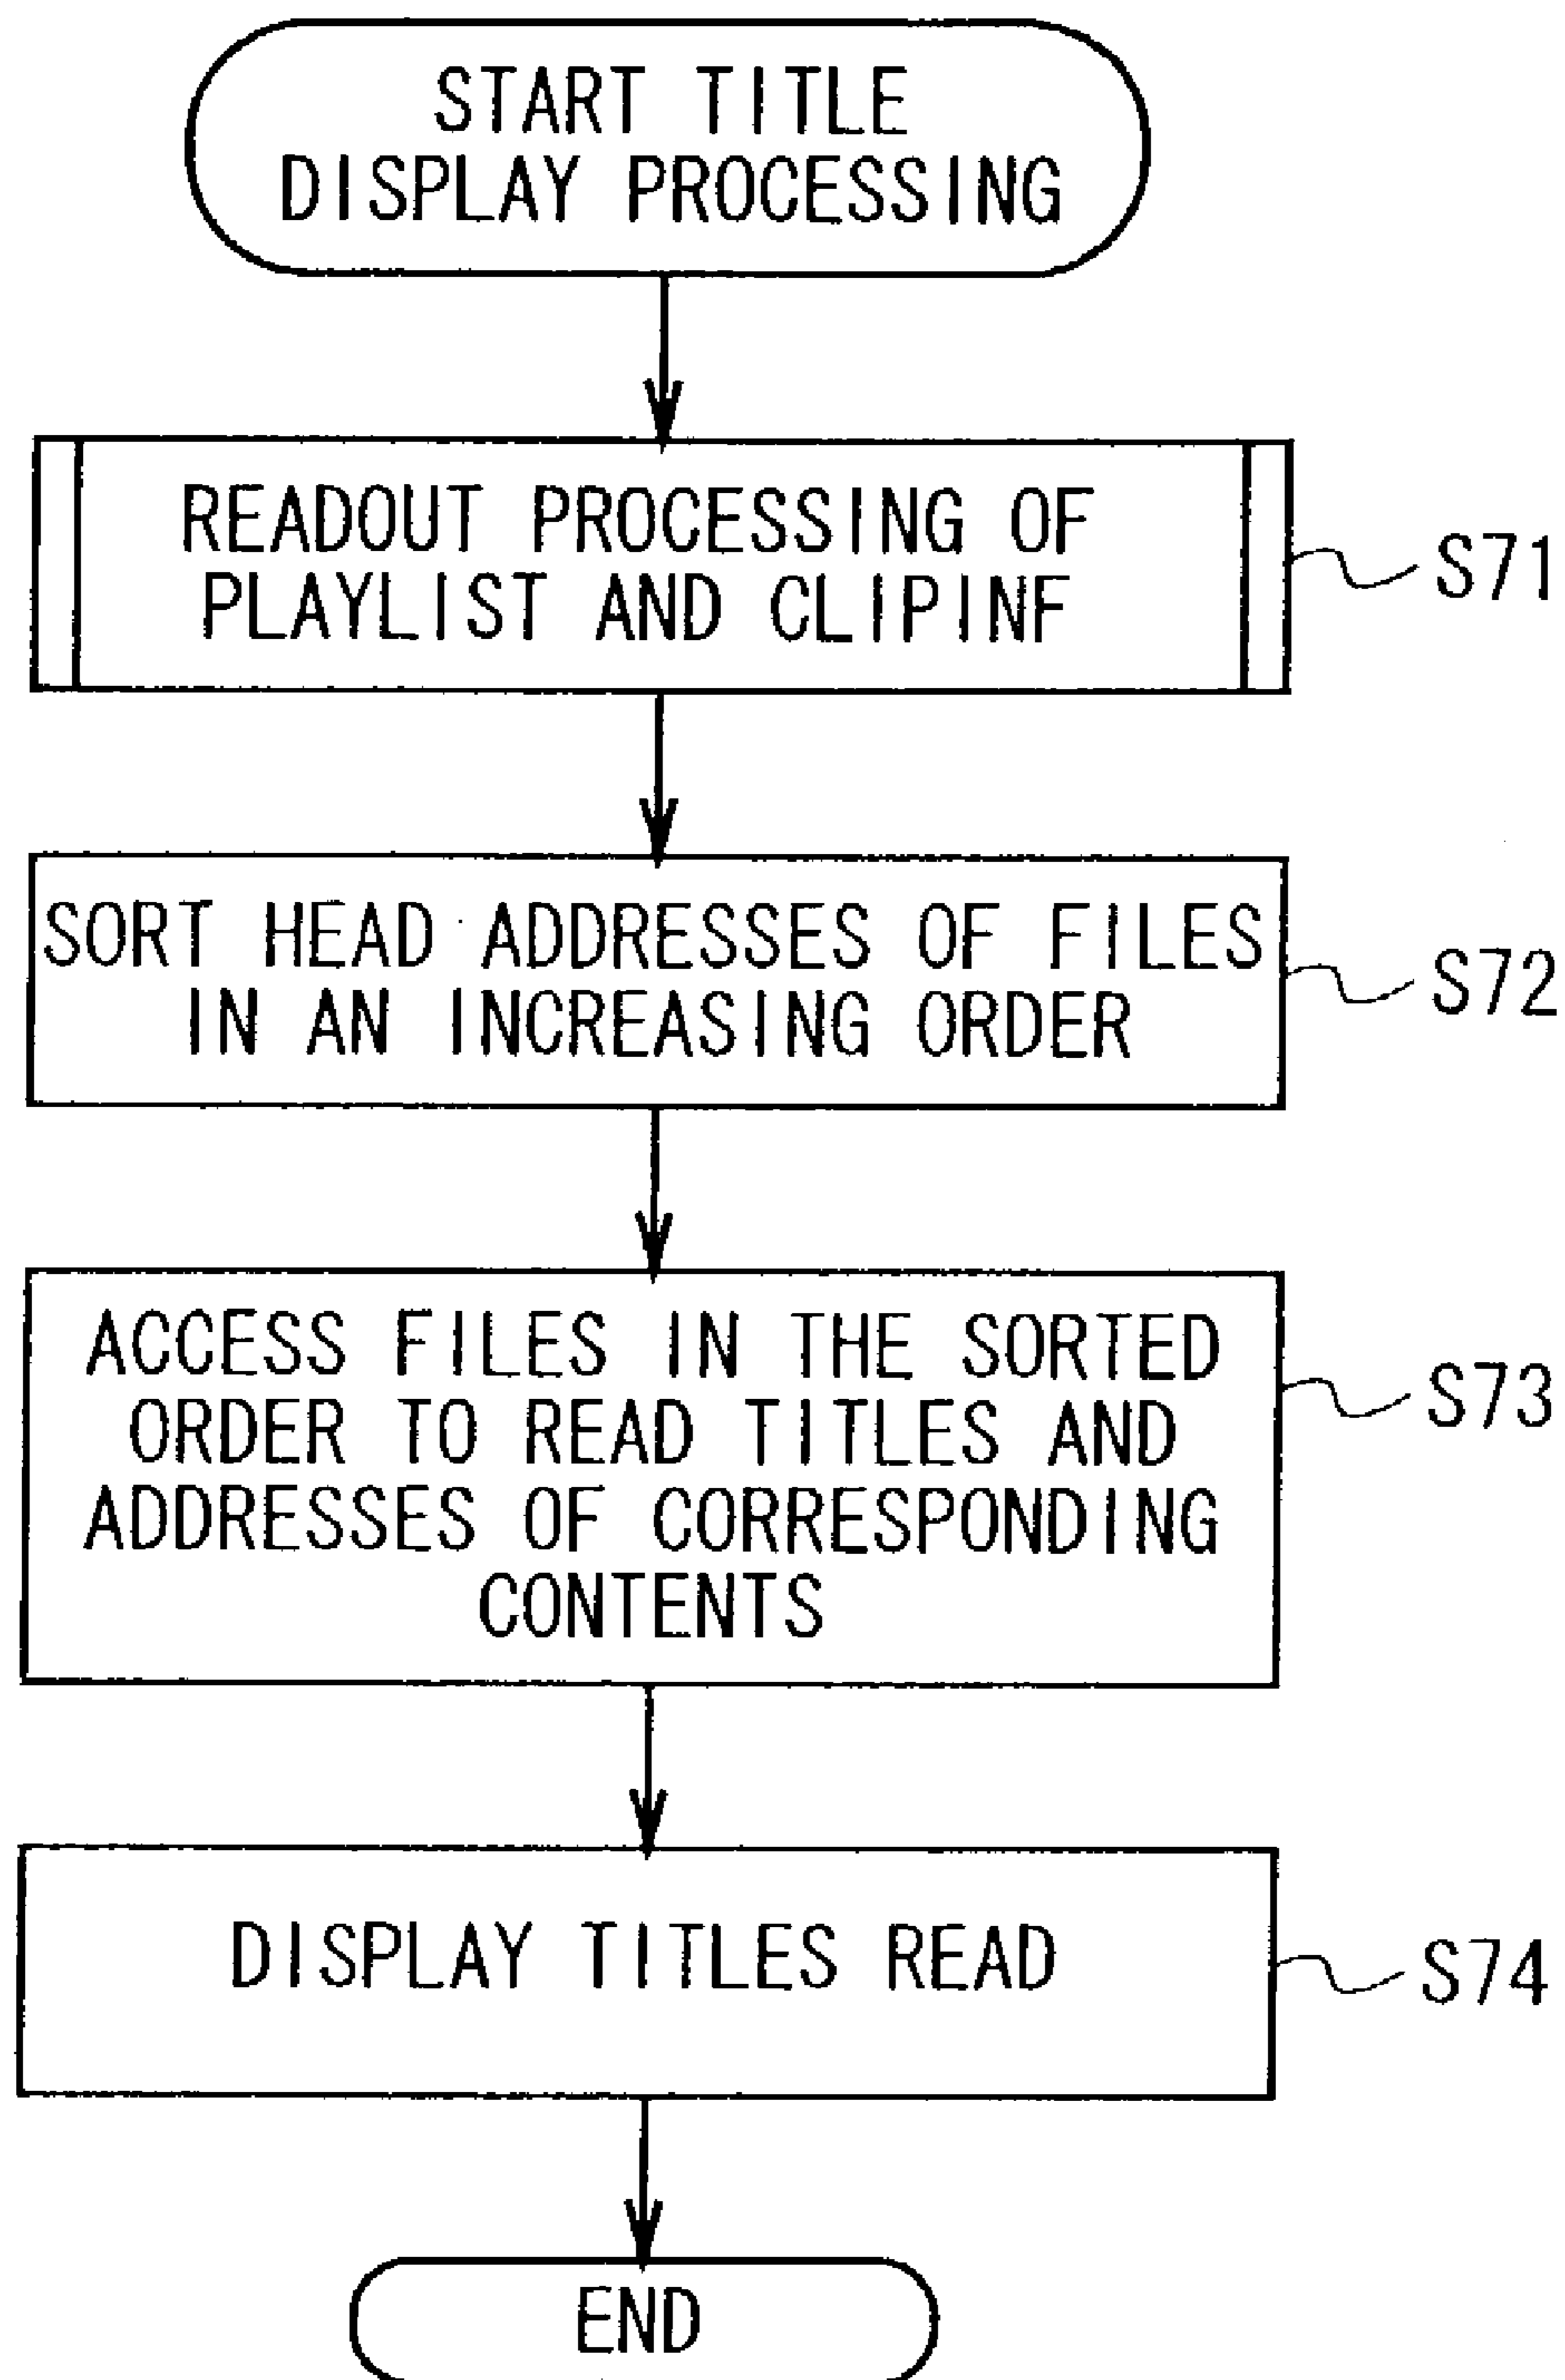 START TITLE
DISPLAY PROCESSING
READOUT PROCESSING OF
PLAYLIST AND CLIPINF
S71
SORT HEAD ADDRESSES OF FILES
IN AN INCREASING ORDER
S72
ACCESS FILES IN THE SORTED
ORDER TO READ TITLES AND
ADDRESSES OF CORRESPONDING
CONTENTS
S73
DISPLAY TITLES READ
S74
END